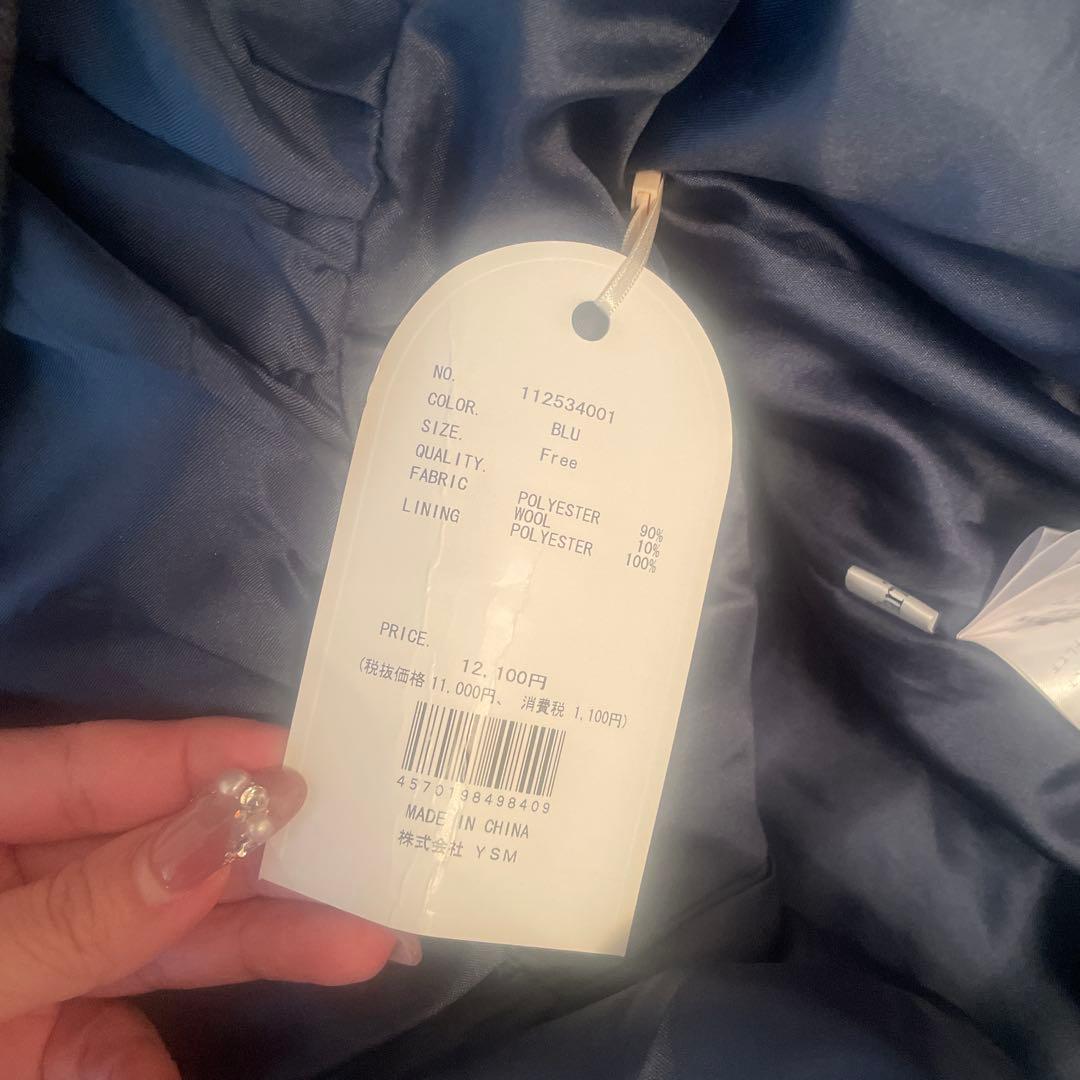 NO. 112534001
COLOR. BLU
SIZE. Free
QUALITY.
FABRIC POLYESTER 90%
WOOL 10%
LINING POLYESTER 100%
PRICE. 12,100円
(税抜価格 11,000円、 消費税 1,100円)
4570198498409
MADE IN CHINA
株式会社 YSM